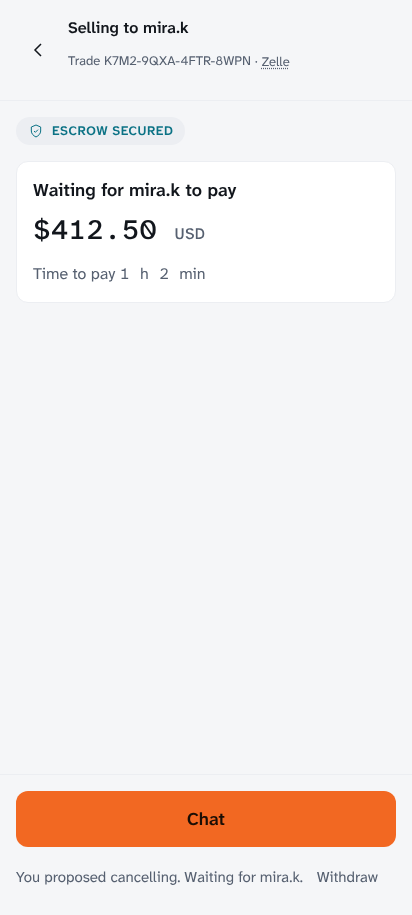 Selling to mira.k
Trade K7M2-9QXA-4FTR-8WPN · Zelle
ESCROW SECURED
Waiting for mira.k to pay
$412.50 USD
Time to pay 1 h 2 min
Chat
You proposed cancelling. Waiting for mira.k. Withdraw